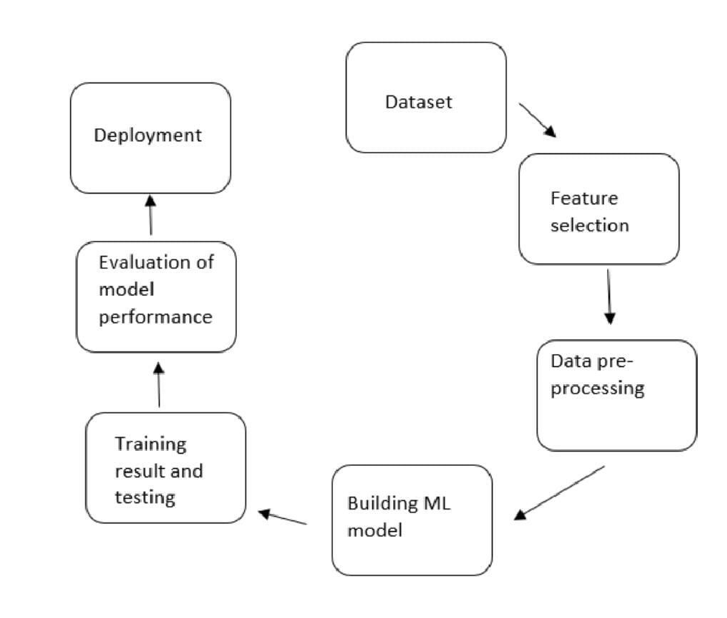 Dataset
Feature
selection
Data pre-
processing
Building ML
model
Training
result and
testing
Evaluation of
model
performance
Deployment